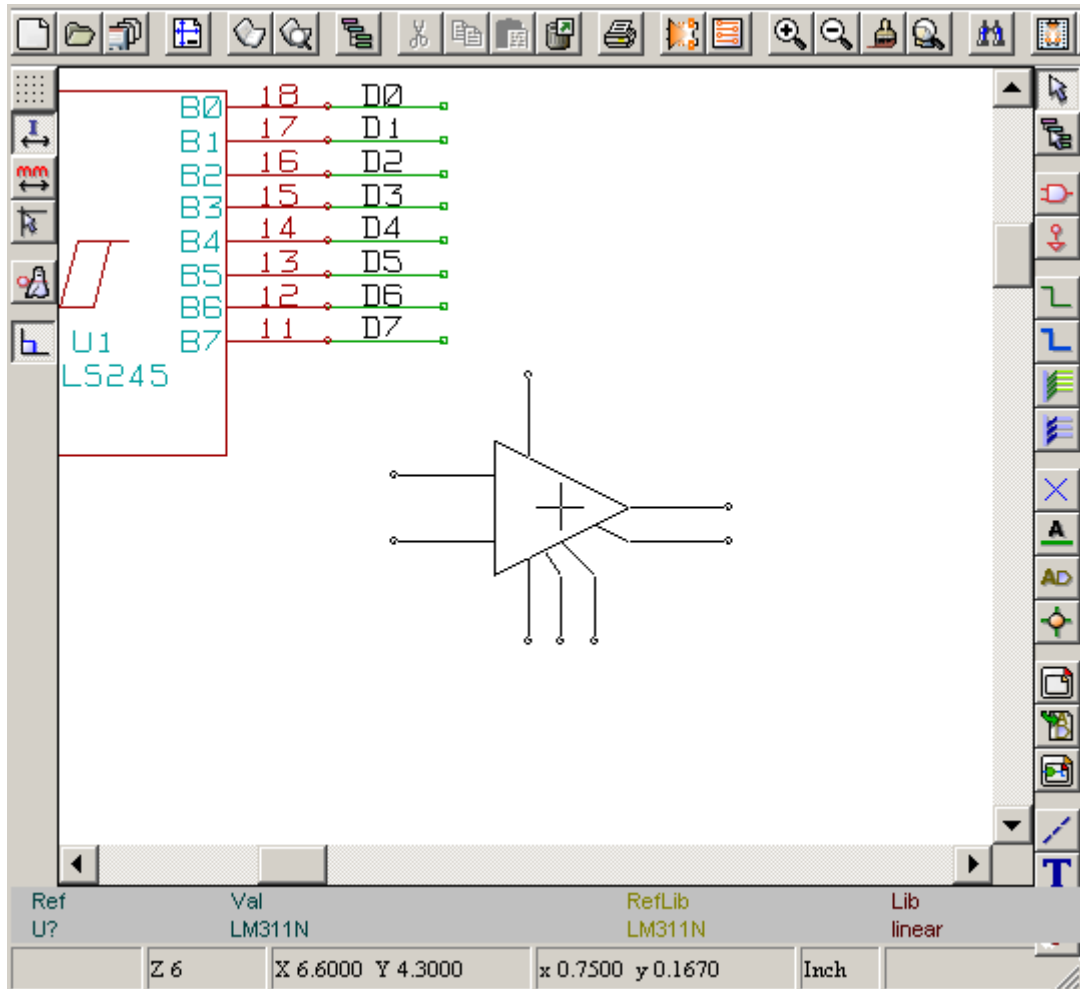 mm
B0 18 D0
B1 17 D1
B2 16 D2
B3 15 D3
B4 14 D4
B5 13 D5
B6 12 D6
B7 11 D7
U1
LS245
A
AD
T
Ref Val RefLib Lib
U? LM311N LM311N linear
Z 6 X 6.6000 Y 4.3000 x 0.7500 y 0.1670 Inch